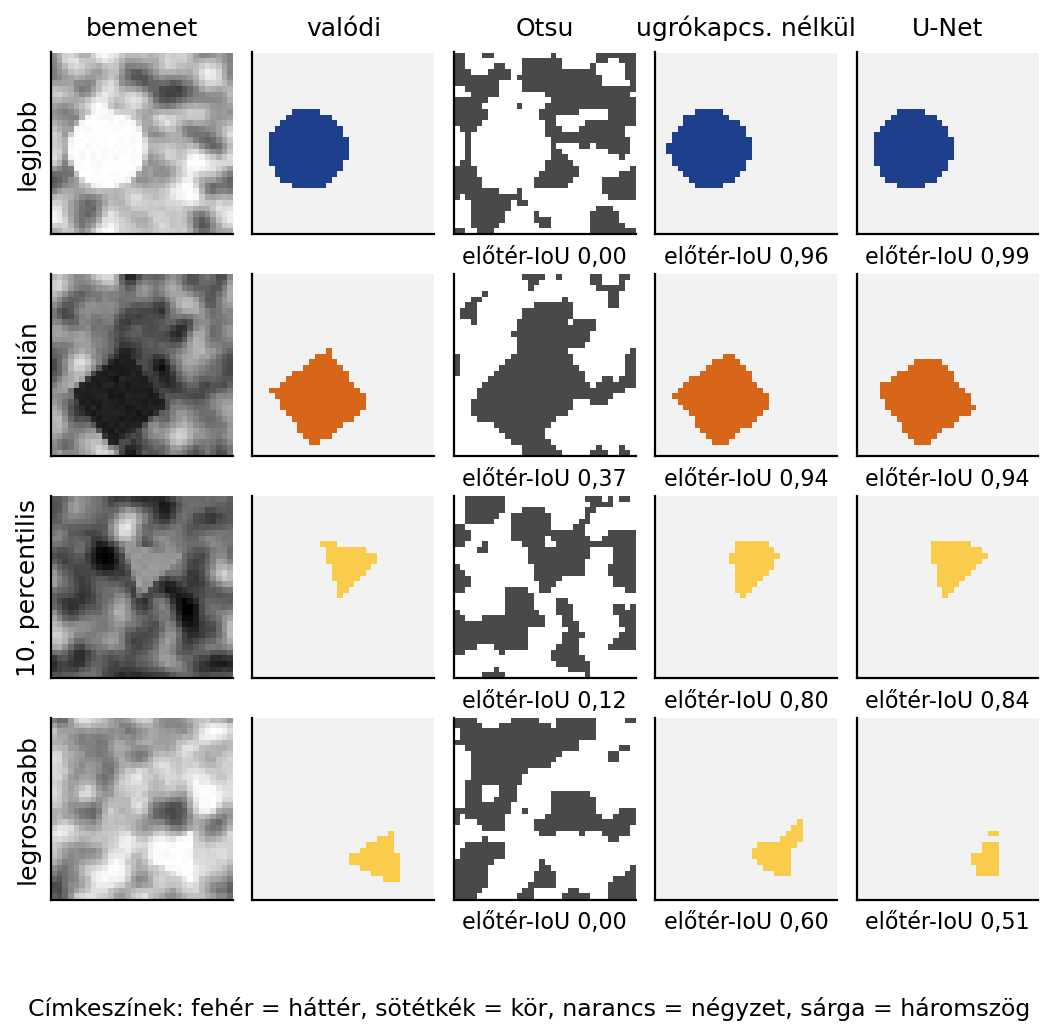 bemenet valódi Otsu ugrókapcs. nélkül U-Net
legjobb
előtér-IoU 0,00 előtér-IoU 0,96 előtér-IoU 0,99
medián
előtér-IoU 0,37 előtér-IoU 0,94 előtér-IoU 0,94
10. percentilis
előtér-IoU 0,12 előtér-IoU 0,80 előtér-IoU 0,84
legrosszabb
előtér-IoU 0,00 előtér-IoU 0,60 előtér-IoU 0,51
Címkeszínek: fehér = háttér, sötétkék = kör, narancs = négyzet, sárga = háromszög